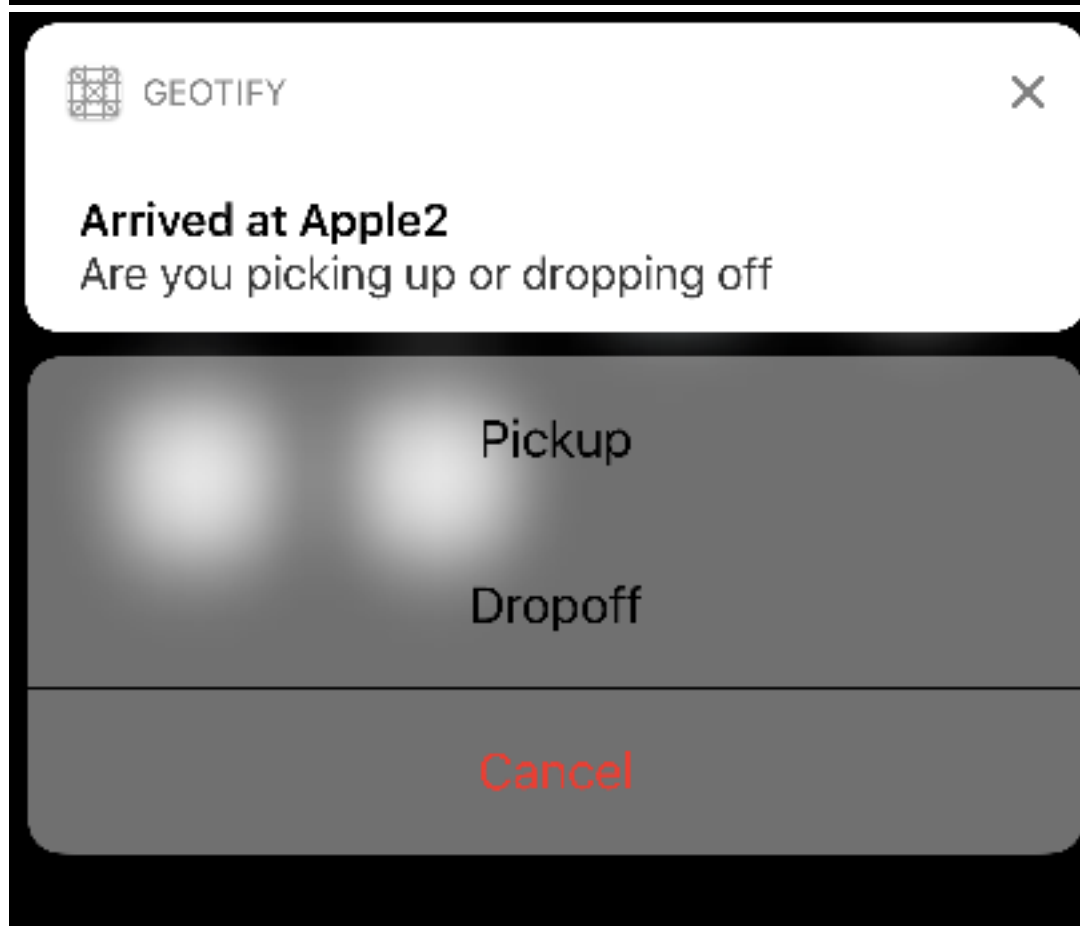 GEOTIFY
Arrived at Apple2
Are you picking up or dropping off
Pickup
Dropoff
Cancel